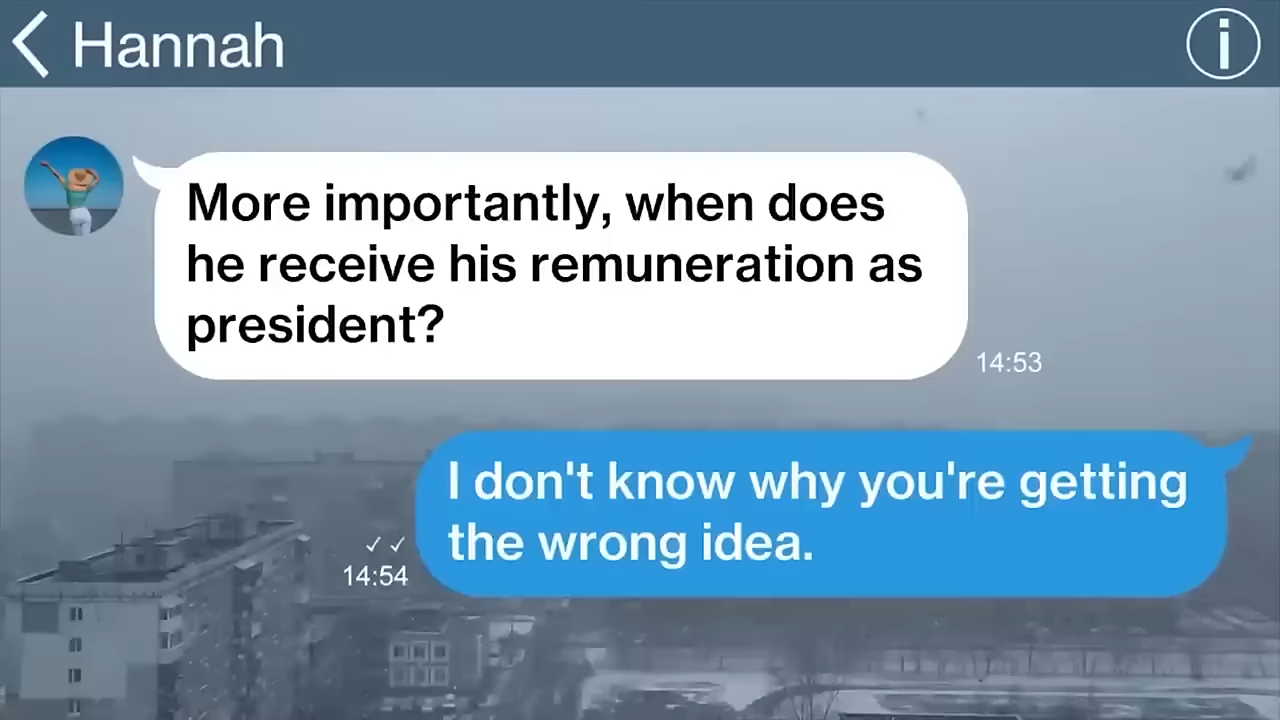 Hannah
More importantly, when does
he receive his remuneration as
president?
14:53
I don't know why you're getting
the wrong idea.
14:54